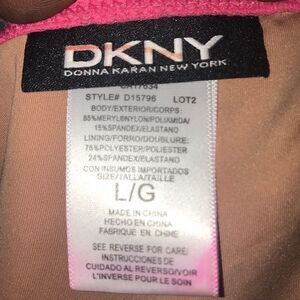 DKNY
DONNA KARAN NEW YORK
STYLE# D15796 LOT2
BODY/EXTERIOR/CORPS
85%MERYLBNYLON/POLIAMIDA/
15%SPANDEX/ELASTANO
LINING/FORRO/DOUBLURE:
76%POLYESTER/POLIESTER
24%SPANDEX/ELASTANO
CON INSUMOS IMPORTADOS
SIZE/TALLA/TAILLE
L/G
MADE IN CHINA
HECHO EN CHINA
FABRIQUE EN CHINE
SEE REVERSE FOR CARE/
INSTRUCCIONES DE
CUIDADO AL REVERSO/VOIR
L'INVERSE POUR LE SOIN